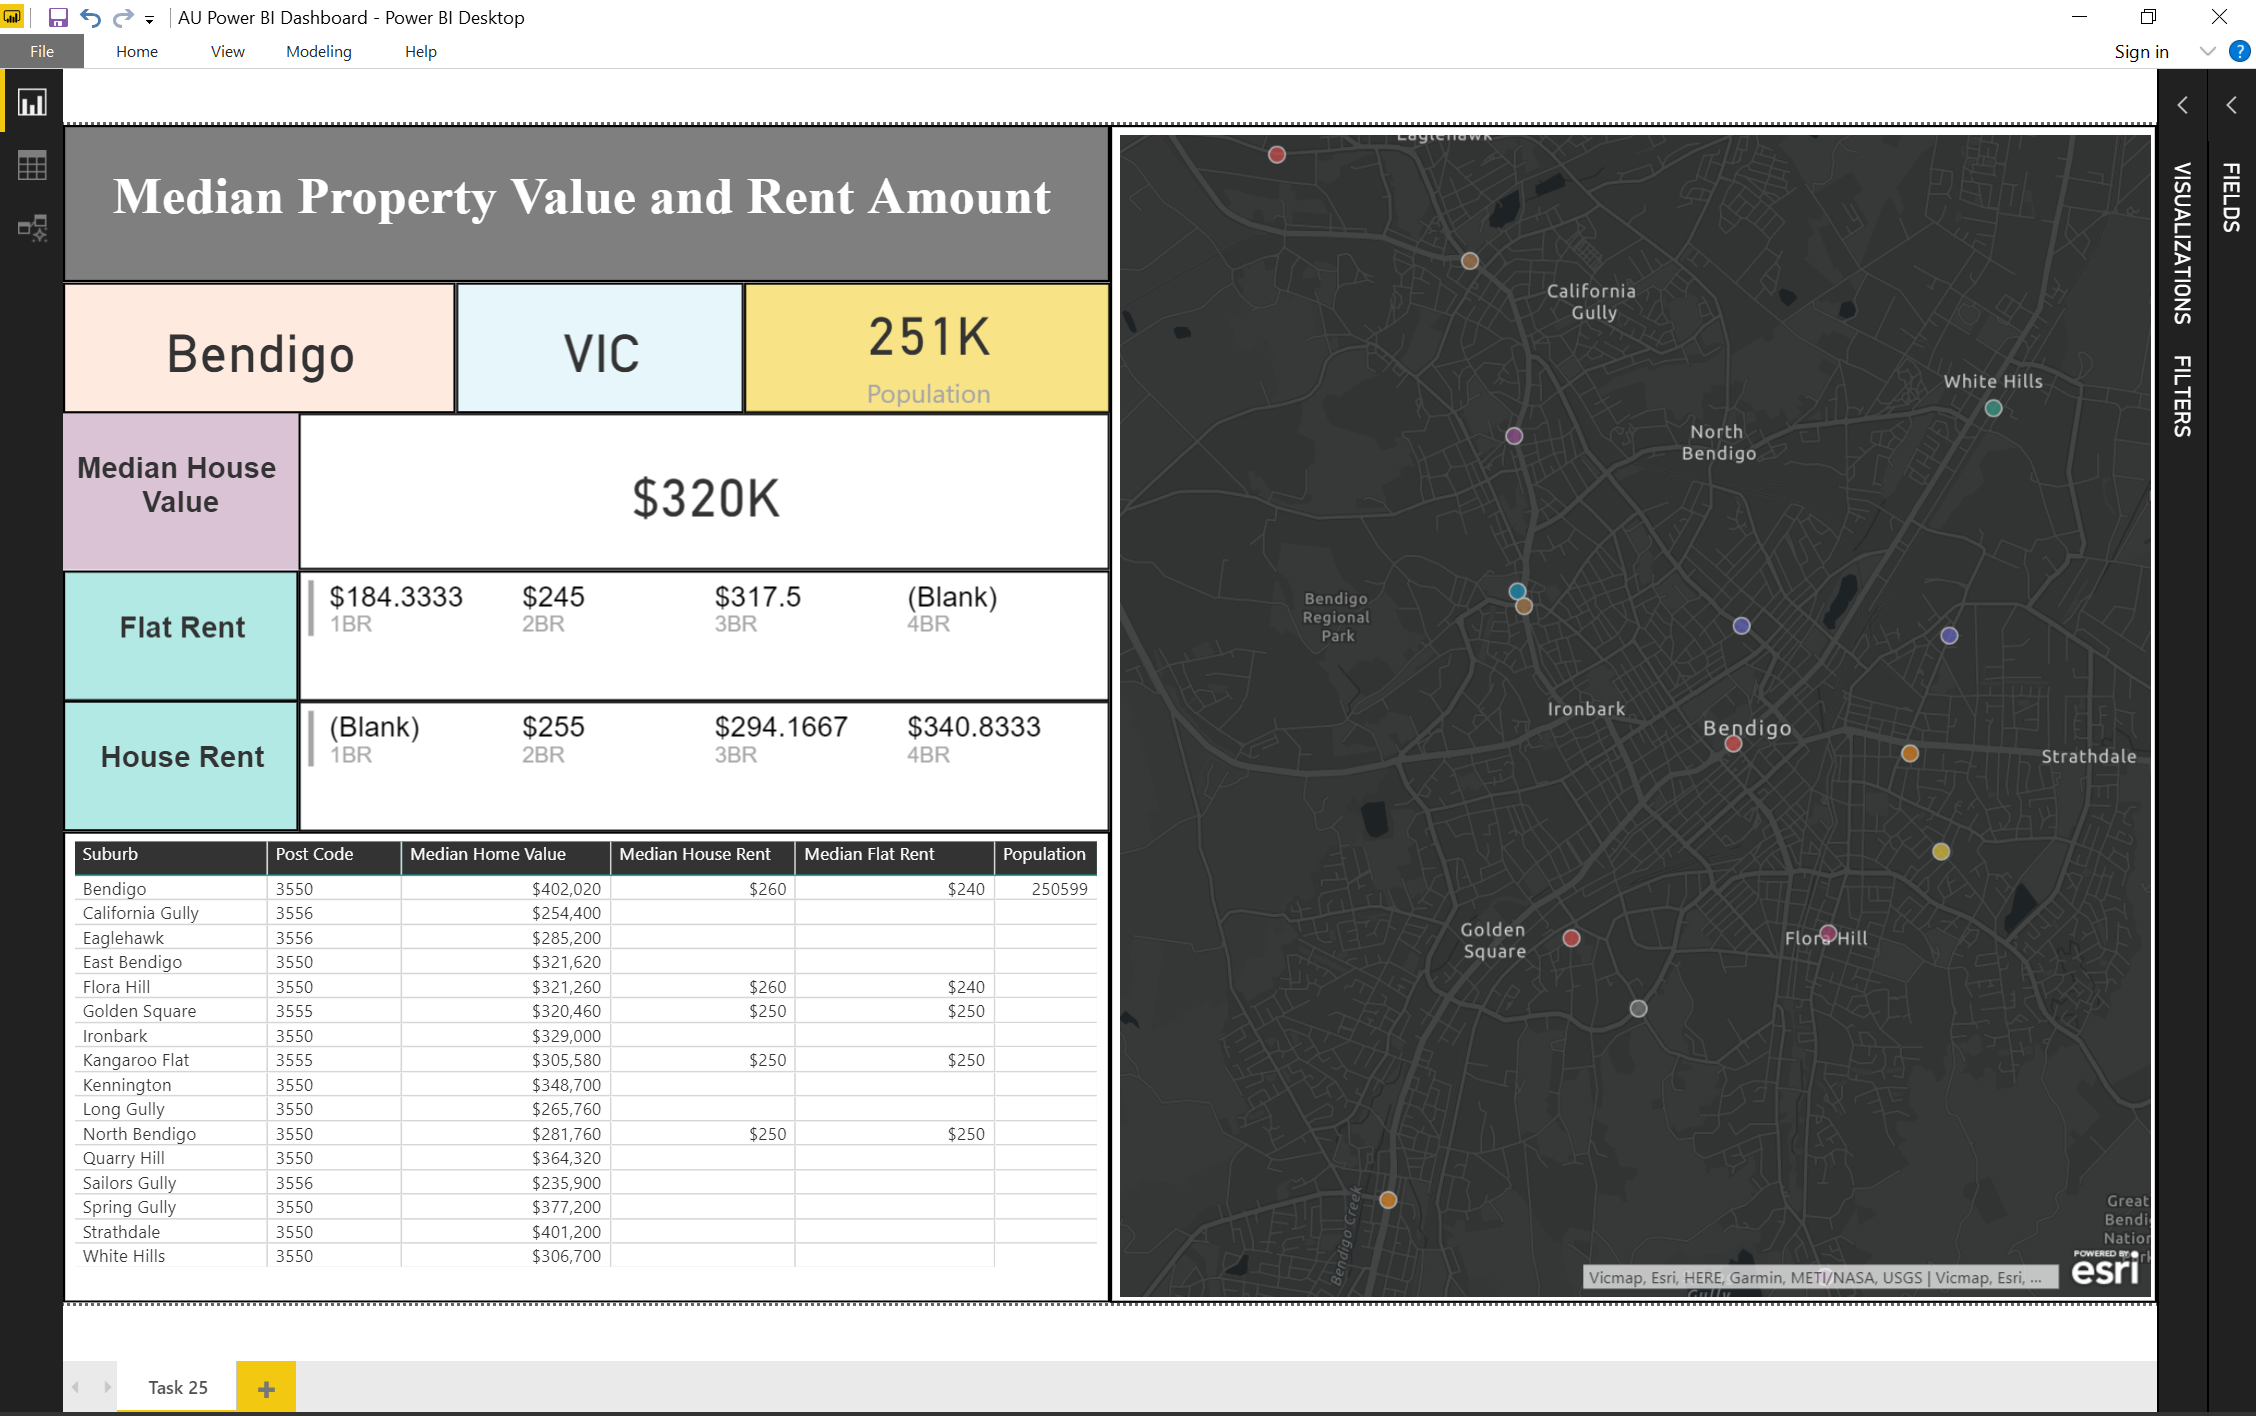 AU Power BI Dashboard - Power BI Desktop
File Home View Modeling Help Sign in ?
Median Property Value and Rent Amount
Bendigo
VIC
251K
Population
Median House
Value
$320K
Flat Rent
$184.3333 $245 $317.5 (Blank)
1BR 2BR 3BR 4BR
House Rent
(Blank) $255 $294.1667 $340.8333
1BR 2BR 3BR 4BR
Suburb Post Code Median Home Value Median House Rent Median Flat Rent Population
Bendigo 3550 $402,020 $260 $240 250599
California Gully 3556 $254,400
Eaglehawk 3556 $285,200
East Bendigo 3550 $321,620
Flora Hill 3550 $321,260 $260 $240
Golden Square 3555 $320,460 $250 $250
Ironbark 3550 $329,000
Kangaroo Flat 3555 $305,580 $250 $250
Kennington 3550 $348,700
Long Gully 3550 $265,760
North Bendigo 3550 $281,760 $250 $250
Quarry Hill 3550 $364,320
Sailors Gully 3556 $235,900
Spring Gully 3550 $377,200
Strathdale 3550 $401,200
White Hills 3550 $306,700
Eaglehawk
California
Gully
White Hills
North
Bendigo
Bendigo
Regional
Park
Ironbark
Bendigo
Strathdale
Golden
Square
Flora Hill
Bendigo Creek
Great
Bendi
Nation
Park
POWERED BY
esri
Vicmap, Esri, HERE, Garmin, METI/NASA, USGS | Vicmap, Esri, ...
Gully
VISUALIZATIONS
FILTERS
FIELDS
Task 25